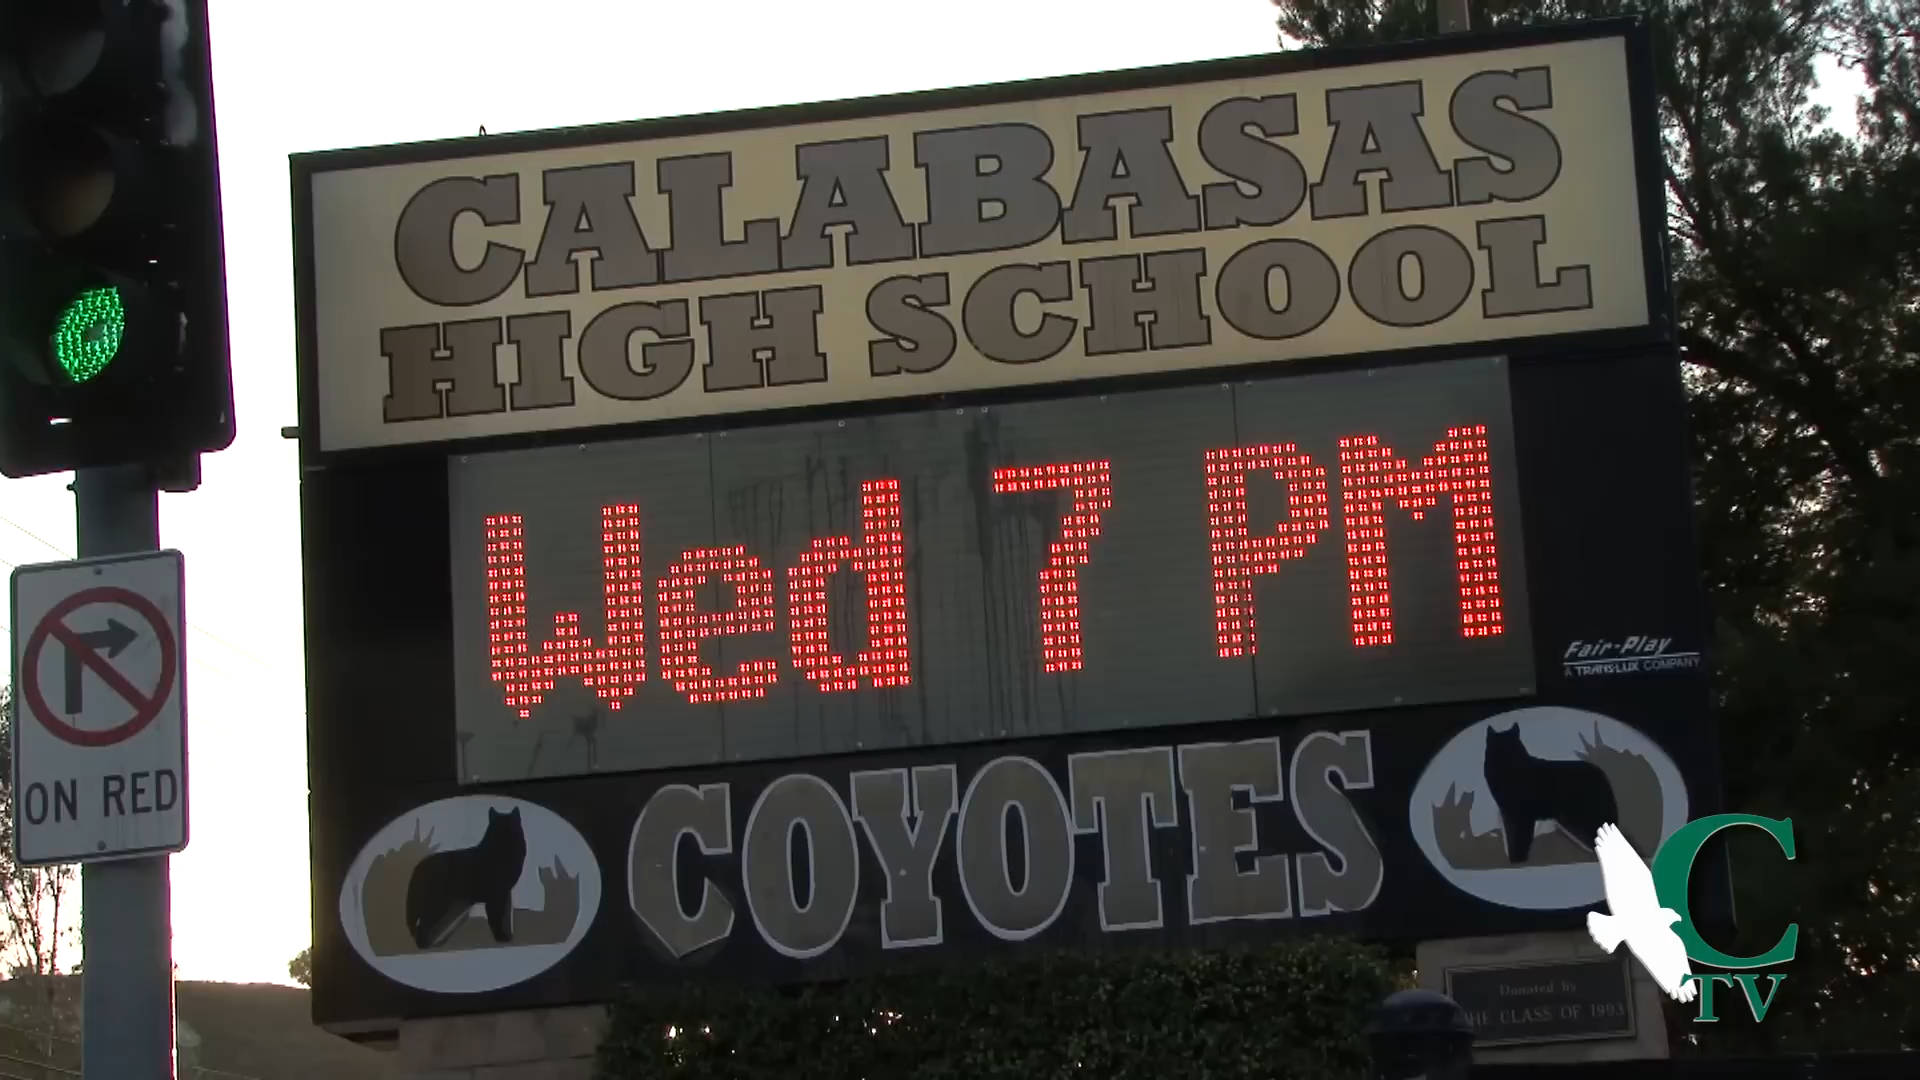 CALABASAS
HIGH SCHOOL
Wed 7 PM
Fair-Play
A TRANS-LUX COMPANY
COYOTES
ON RED
Donated by
THE CLASS OF 1993
C
TV